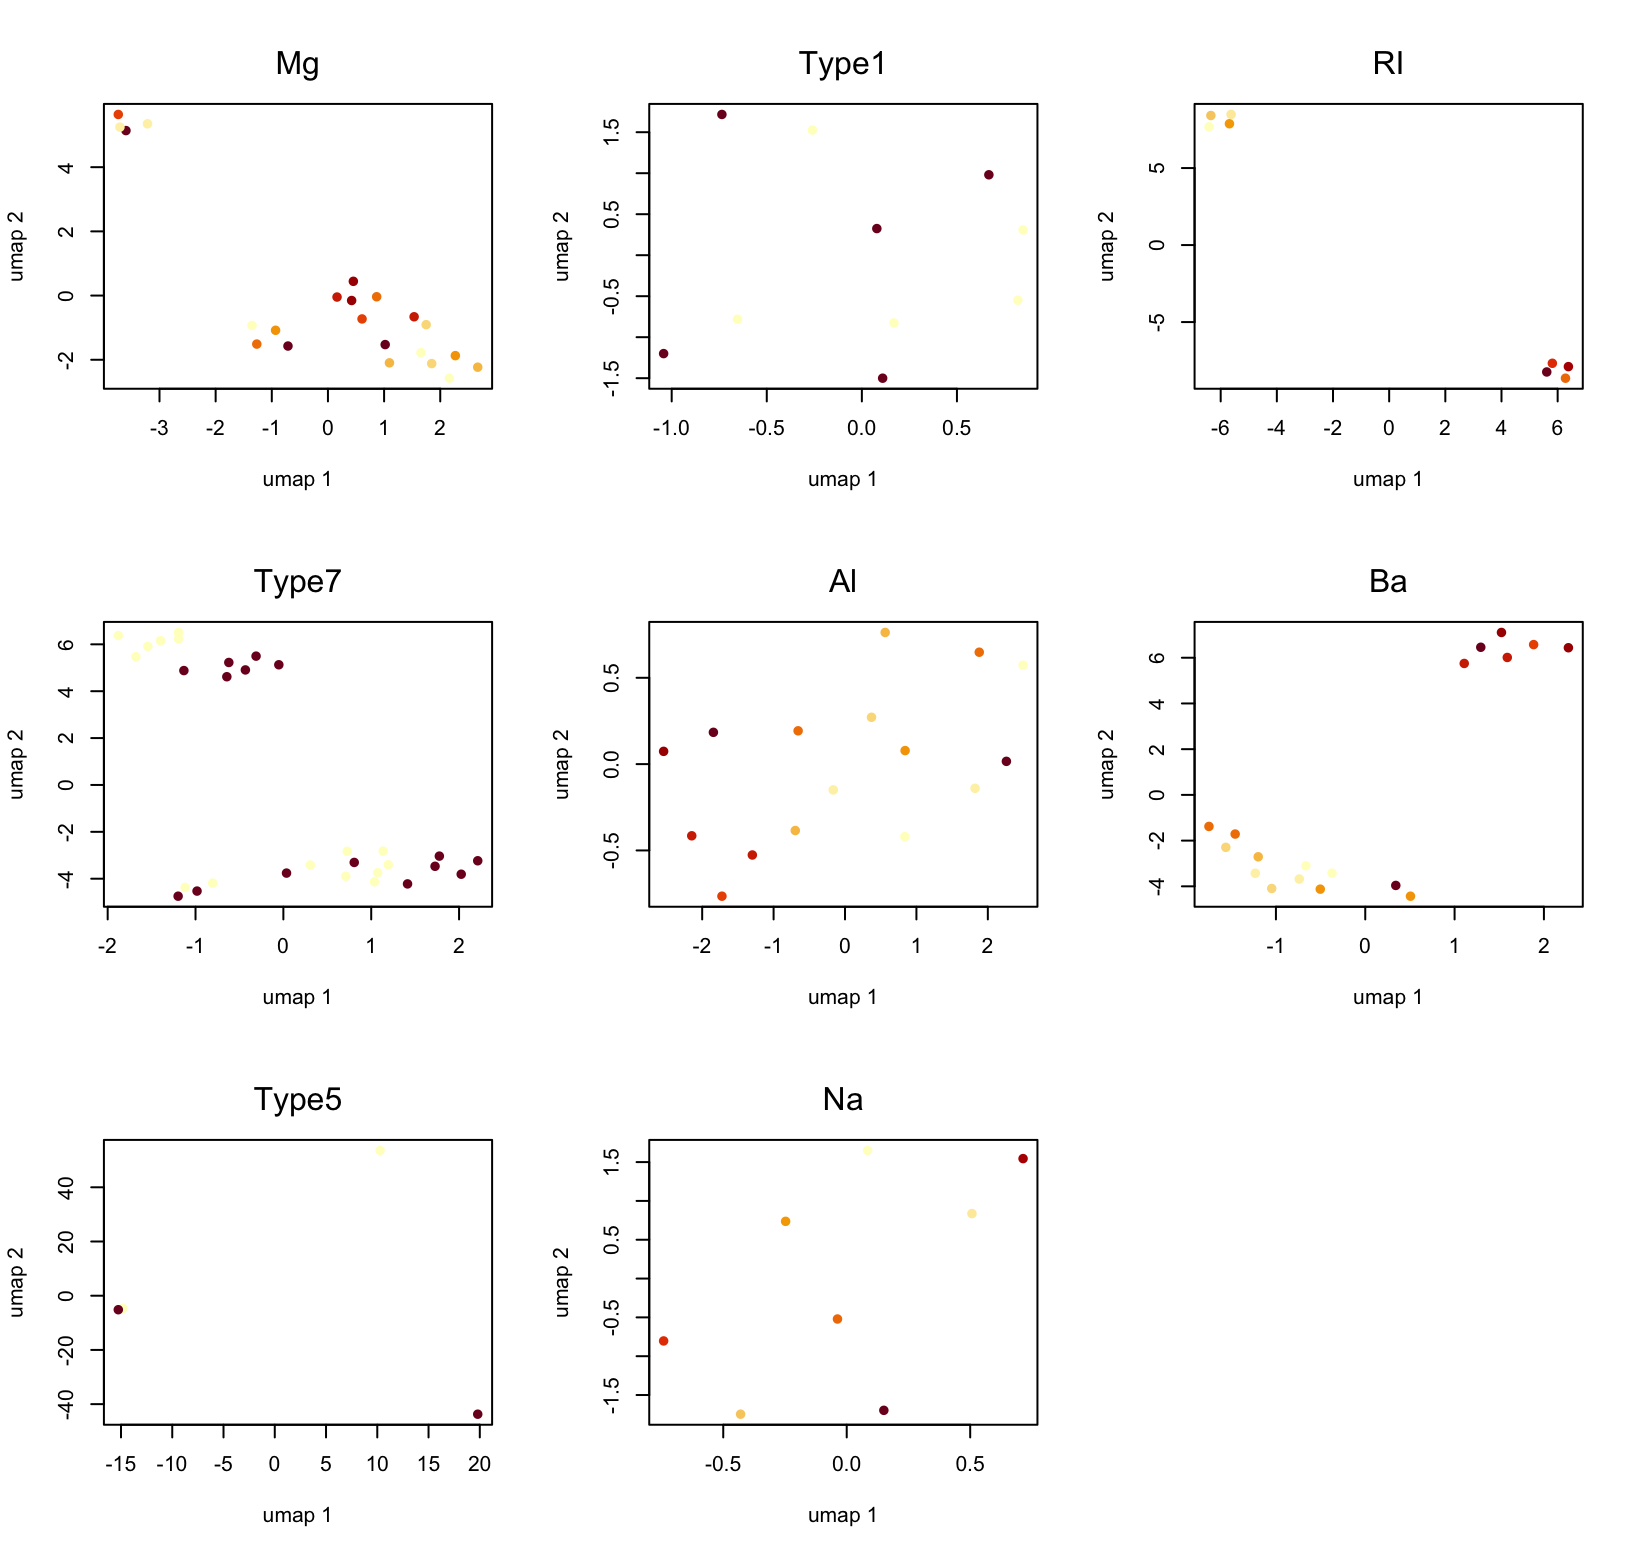 Mg
umap 2
4
2
0
-2
-3 -2 -1 0 1 2
umap 1
Type1
umap 2
1.5
0.5
-0.5
-1.5
-1.0 -0.5 0.0 0.5
umap 1
RI
umap 2
5
0
-5
-6 -4 -2 0 2 4 6
umap 1
Type7
umap 2
6
4
2
0
-2
-4
-2 -1 0 1 2
umap 1
Al
umap 2
0.5
0.0
-0.5
-2 -1 0 1 2
umap 1
Ba
umap 2
6
4
2
0
-2
-4
-1 0 1 2
umap 1
Type5
umap 2
40
20
0
-20
-40
-15 -10 -5 0 5 10 15 20
umap 1
Na
umap 2
1.5
0.5
-0.5
-1.5
-0.5 0.0 0.5
umap 1